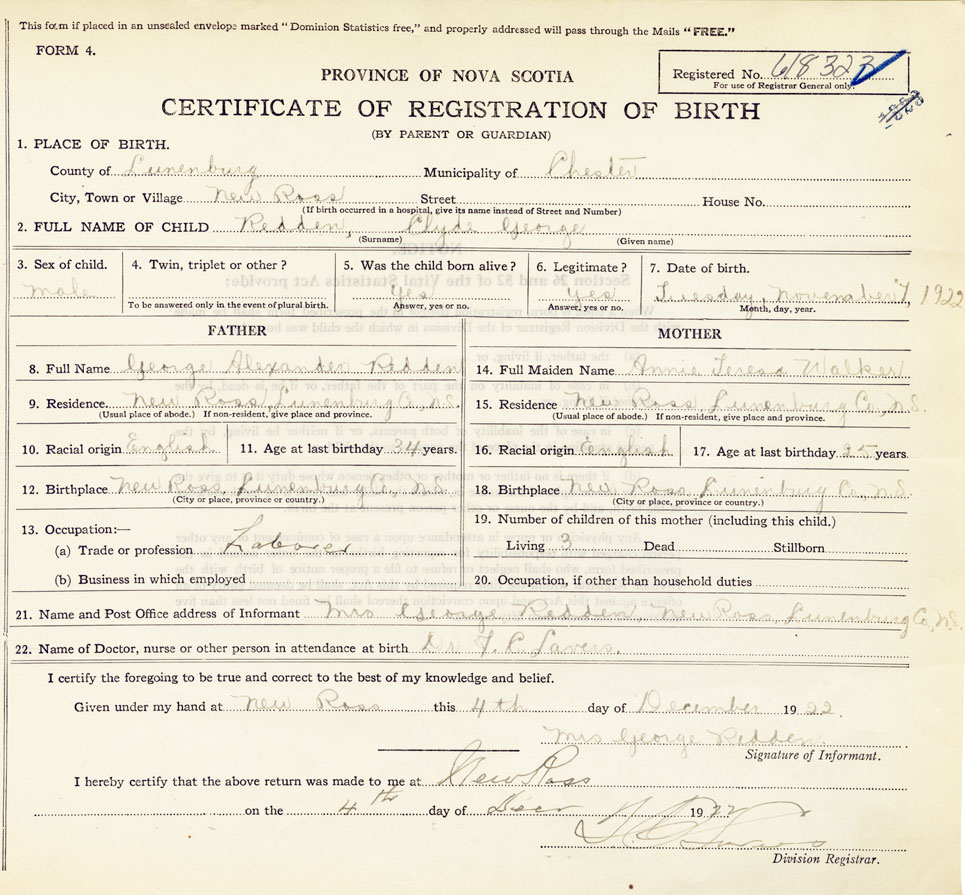 This form if placed in an unsealed envelope marked "Dominion Statistics free," and properly addressed will pass through the Mails "FREE."
FORM 4.
Registered No. 618323
For use of Registrar General only.
PROVINCE OF NOVA SCOTIA
CERTIFICATE OF REGISTRATION OF BIRTH
(BY PARENT OR GUARDIAN)
1. PLACE OF BIRTH.
County of Lunenburg Municipality of Chester
City, Town or Village New Ross Street House No.
(If birth occurred in a hospital, give its name instead of Street and Number)
2. FULL NAME OF CHILD Redden, Clyde George
(Surname) (Given name)
3. Sex of child. 4. Twin, triplet or other? 5. Was the child born alive? 6. Legitimate? 7. Date of birth.
male Yes Yes Tuesday, November 7, 1922
To be answered only in the event of plural birth. Answer, yes or no. Answer, yes or no. Month, day, year.
FATHER MOTHER
8. Full Name George Alexander Redden 14. Full Maiden Name Annie Teresa Walker
9. Residence. New Ross, Lunenburg Co, N.S. 15. Residence New Ross, Lunenburg Co, N.S.
(Usual place of abode.) If non-resident, give place and province. (Usual place of abode.) If non-resident, give place and province.
10. Racial origin English 11. Age at last birthday 34 years. 16. Racial origin English 17. Age at last birthday 25 years.
12. Birthplace New Ross, Lunenburg Co, N.S. 18. Birthplace New Ross, Luninburg Co, N.S.
(City or place, province or country.) (City or place, province or country.)
13. Occupation:— 19. Number of children of this mother (including this child.)
(a) Trade or profession Laborer Living 3 Dead Stillborn
(b) Business in which employed 20. Occupation, if other than household duties
21. Name and Post Office address of Informant Mrs George Redden, New Ross, Lunenburg Co, N.S.
22. Name of Doctor, nurse or other person in attendance at birth Dr. F. C. Lavers.
I certify the foregoing to be true and correct to the best of my knowledge and belief.
Given under my hand at New Ross this 4th day of December 1922.
Mrs George Redden
Signature of Informant.
I hereby certify that the above return was made to me at New Ross
on the 4th day of Decr 1922
Division Registrar.